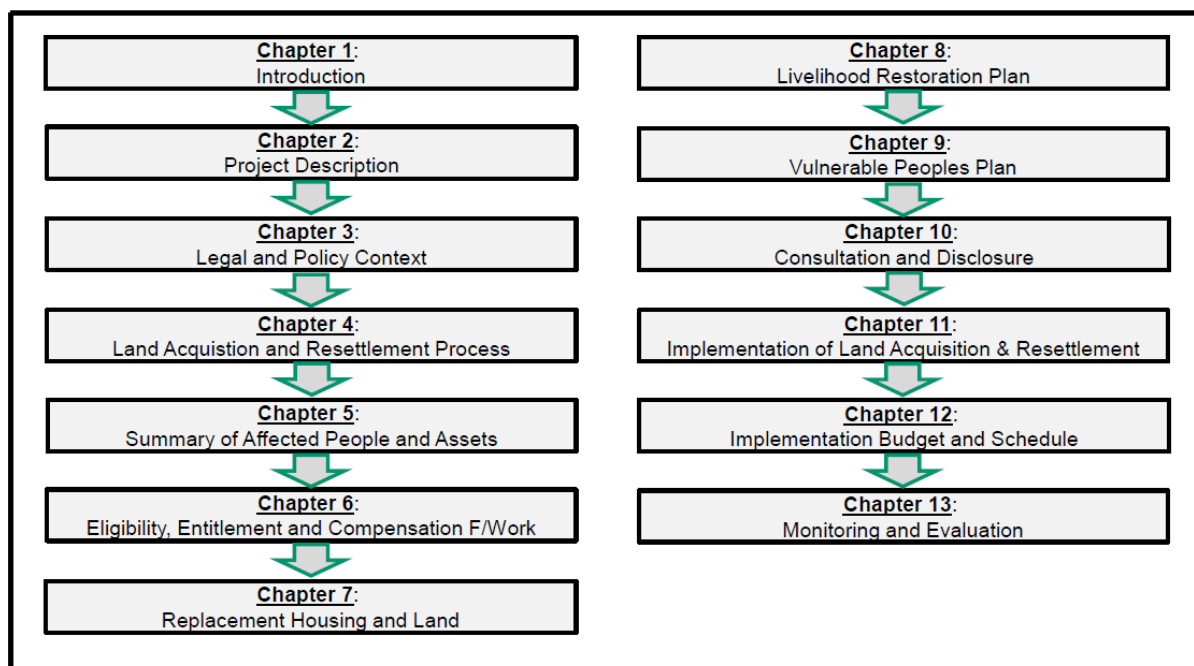 Chapter 1:
Introduction
Chapter 2:
Project Description
Chapter 3:
Legal and Policy Context
Chapter 4:
Land Acquistion and Resettlement Process
Chapter 5:
Summary of Affected People and Assets
Chapter 6:
Eligibility, Entitlement and Compensation F/Work
Chapter 7:
Replacement Housing and Land
Chapter 8:
Livelihood Restoration Plan
Chapter 9:
Vulnerable Peoples Plan
Chapter 10:
Consultation and Disclosure
Chapter 11:
Implementation of Land Acquisition & Resettlement
Chapter 12:
Implementation Budget and Schedule
Chapter 13:
Monitoring and Evaluation